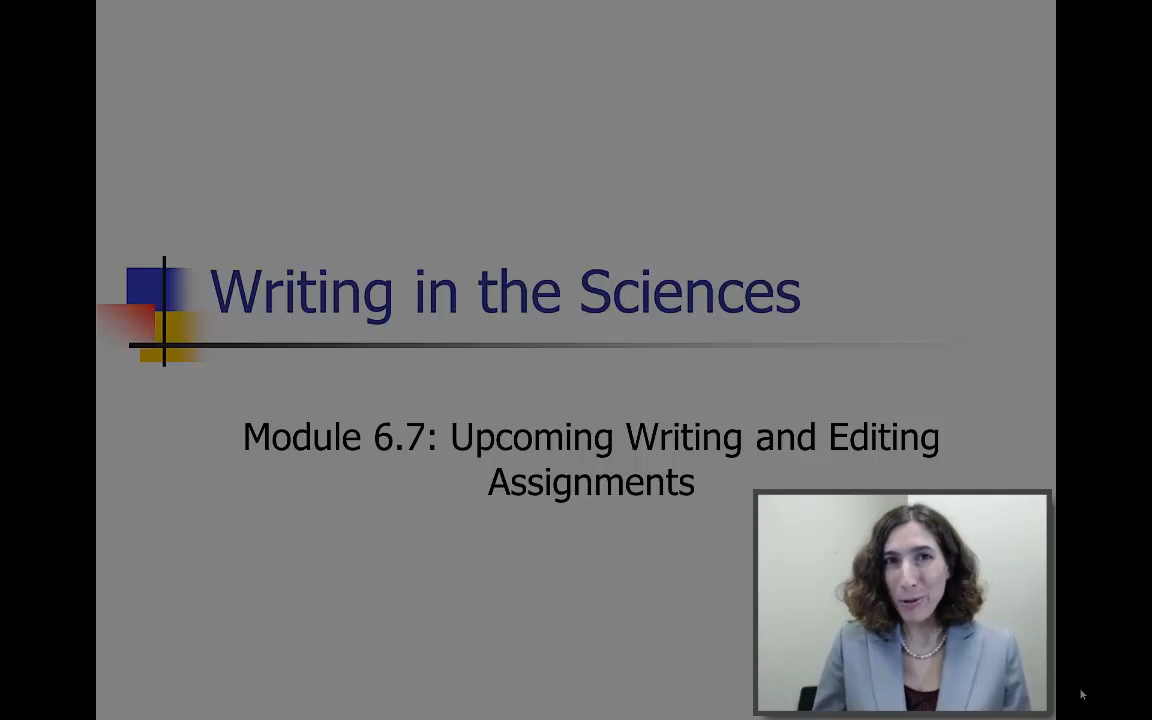 Writing in the Sciences
Module 6.7: Upcoming Writing and Editing
Assignments